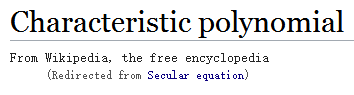 Characteristic polynomial
From Wikipedia, the free encyclopedia
(Redirected from Secular equation)